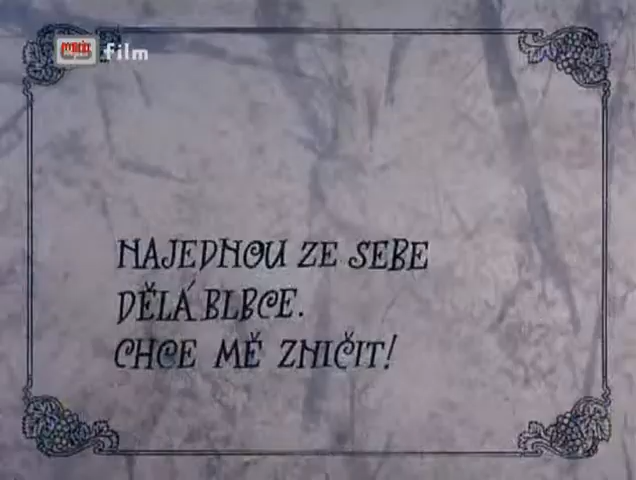 film
NAJEDNOU ZE SEBE
DĚLÁ BLBCE.
CHCE MĚ ZNIČIT!